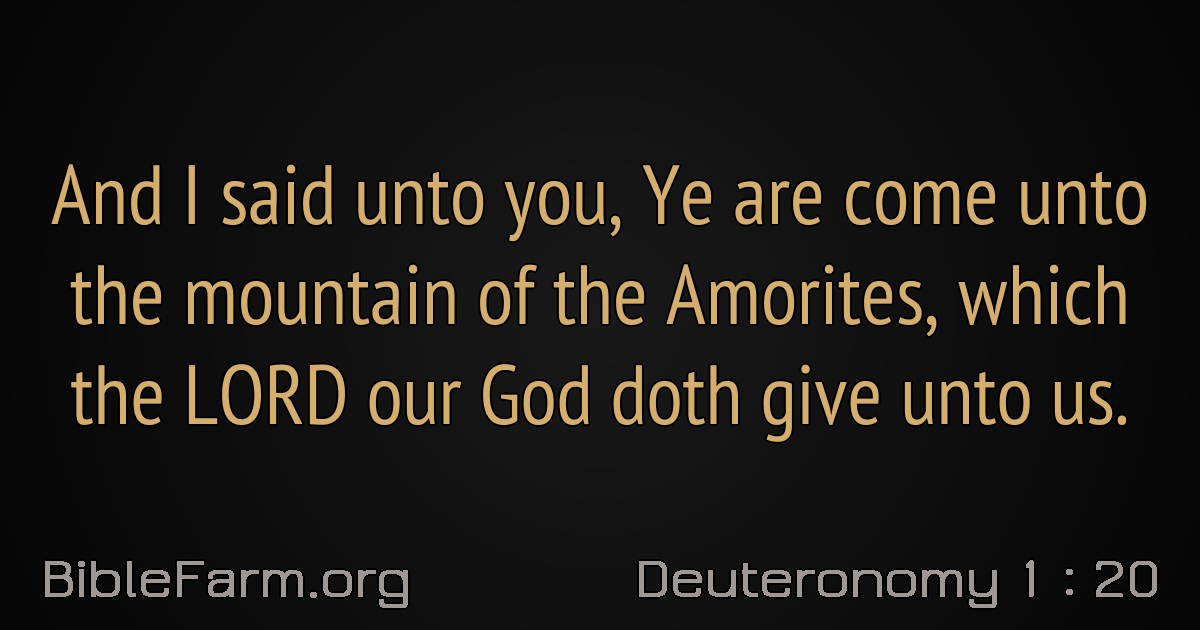 And I said unto you, Ye are come unto
the mountain of the Amorites, which
the LORD our God doth give unto us.
BibleFarm.org
Deuteronomy 1 : 20